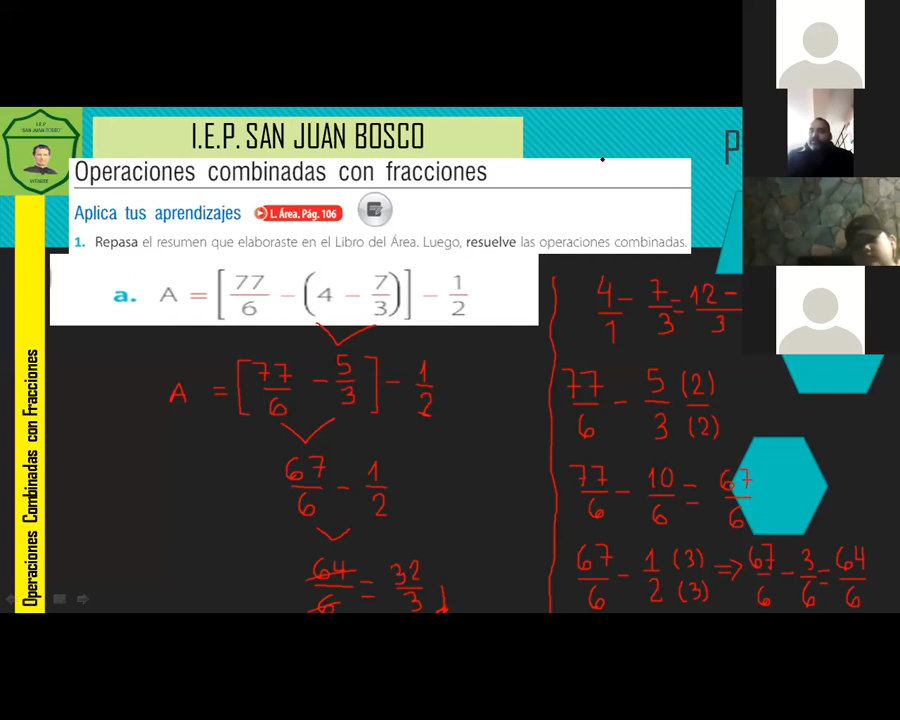 I.E.P. SAN JUAN BOSCO
P
I.E.P
"SAN JUAN BOSCO"
Operaciones combinadas con fracciones
Aplica tus aprendizajes L. Área. Pág. 106
1. Repasa el resumen que elaboraste en el Libro del Área. Luego, resuelve las operaciones combinadas.
a. A = [77/6 − (4 − 7/3)] − 1/2
A = [77/6 − 5/3] − 1/2
67/6 − 1/2
64/6 = 32/3
4/1 − 7/3 = 12 −/3
77/6 − 5/3 (2)/(2)
77/6 − 10/6 = 67/6
67/6 − 1/2 (3)/(3) => 67/6 − 3/6 = 64/6
Operaciones Combinadas con Fracciones